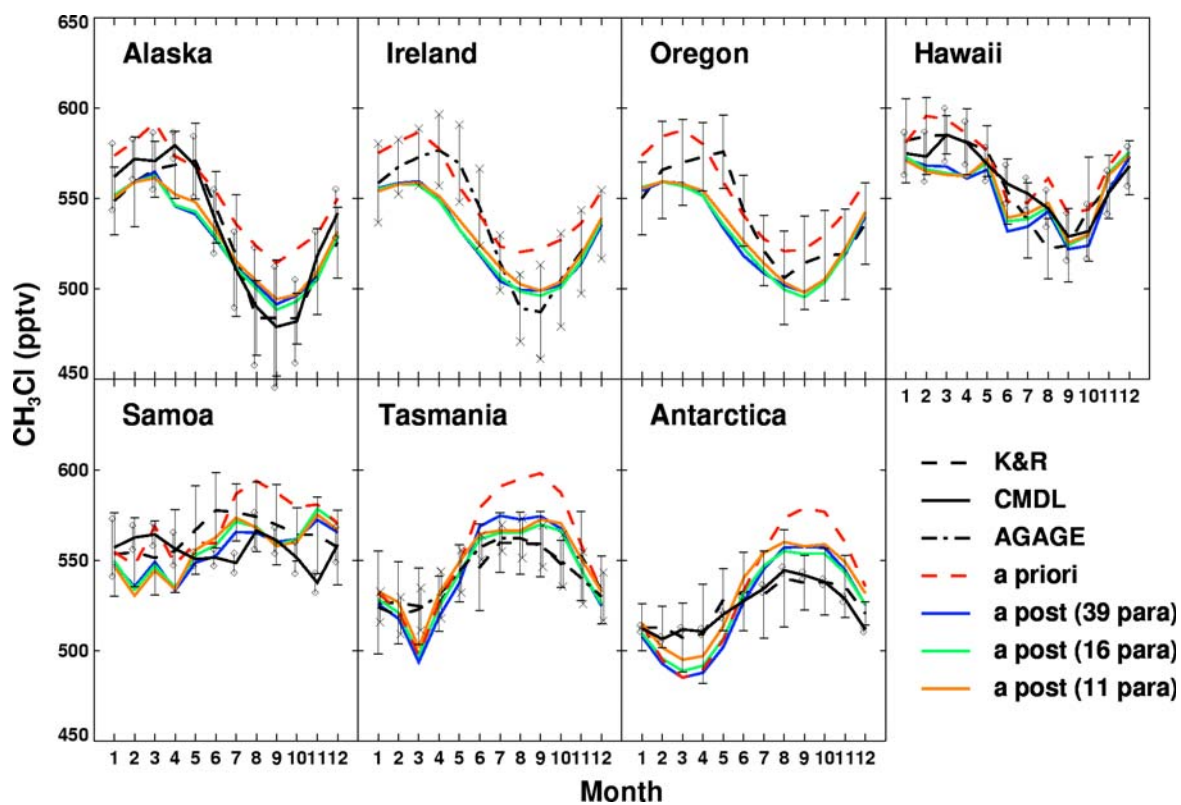 650
600
550
500
450
Alaska
Ireland
Oregon
Hawaii
1 2 3 4 5 6 7 8 9 10 11 12
CH₃Cl (pptv)
600
550
500
450
Samoa
Tasmania
Antarctica
K&R
CMDL
AGAGE
a priori
a post (39 para)
a post (16 para)
a post (11 para)
1 2 3 4 5 6 7 8 9 10 11 12
1 2 3 4 5 6 7 8 9 10 11 12
1 2 3 4 5 6 7 8 9 10 11 12
Month